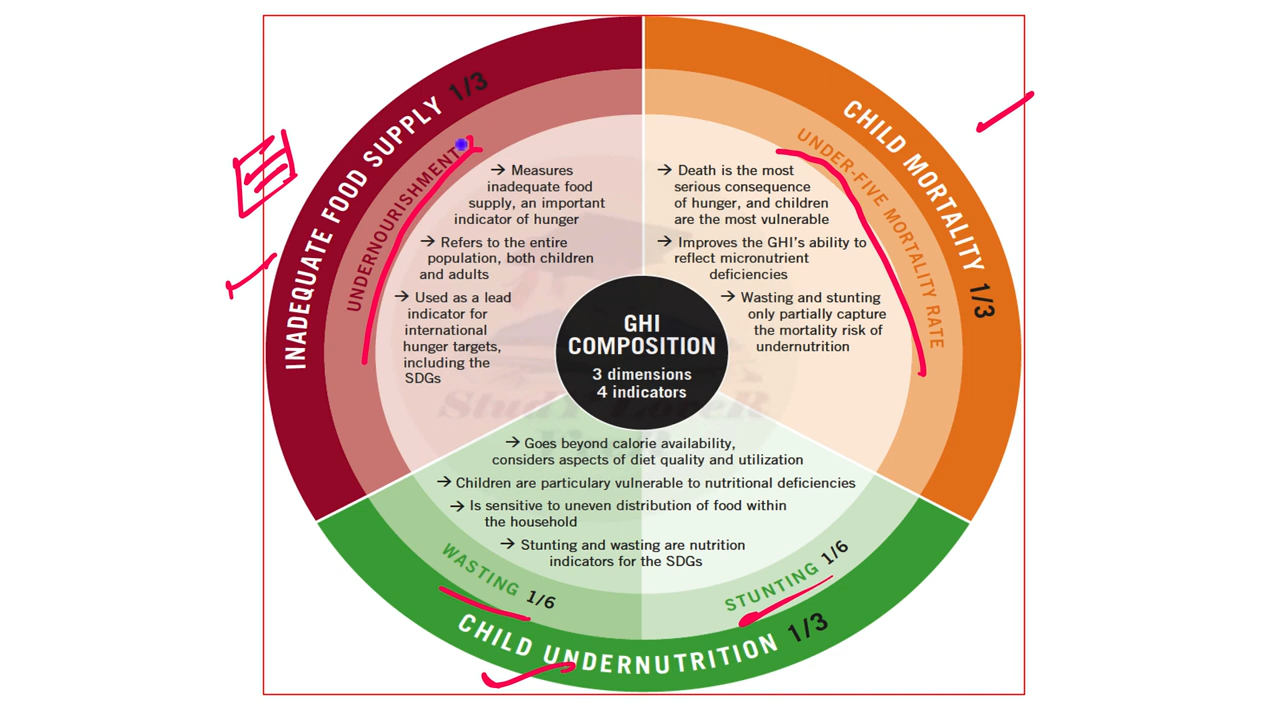 INADEQUATE FOOD SUPPLY 1/3
UNDERNOURISHMENT
→ Measures
inadequate food
supply, an important
indicator of hunger
→ Refers to the entire
population, both children
and adults
→ Used as a lead
indicator for
international
hunger targets,
including the
SDGs
CHILD MORTALITY 1/3
UNDER-FIVE MORTALITY RATE
→ Death is the most
serious consequence
of hunger, and children
are the most vulnerable
→ Improves the GHI's ability to
reflect micronutrient
deficiencies
→ Wasting and stunting
only partially capture
the mortality risk of
undernutrition
GHI
COMPOSITION
3 dimensions
4 indicators
→ Goes beyond calorie availability,
considers aspects of diet quality and utilization
→ Children are particulary vulnerable to nutritional deficiencies
→ Is sensitive to uneven distribution of food within
the household
→ Stunting and wasting are nutrition
indicators for the SDGs
WASTING 1/6
STUNTING 1/6
CHILD UNDERNUTRITION 1/3